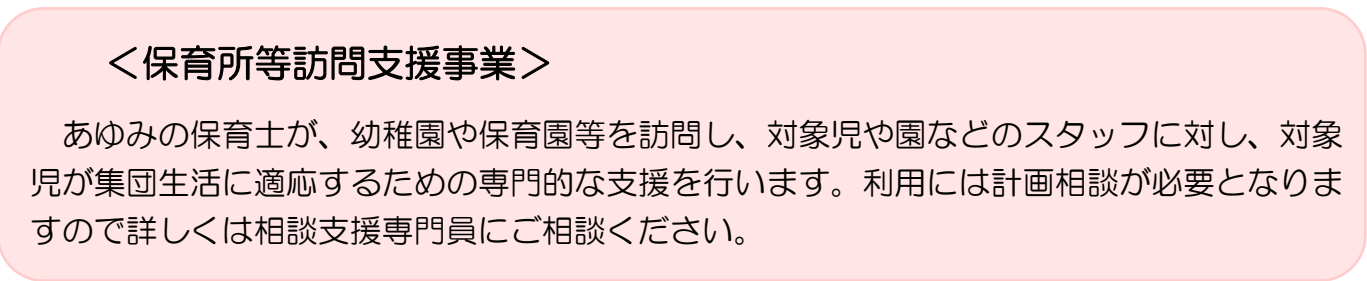 ＜保育所等訪問支援事業＞
　あゆみの保育士が、幼稚園や保育園等を訪問し、対象児や園などのスタッフに対し、対象
児が集団生活に適応するための専門的な支援を行います。利用には計画相談が必要となりま
すので詳しくは相談支援専門員にご相談ください。